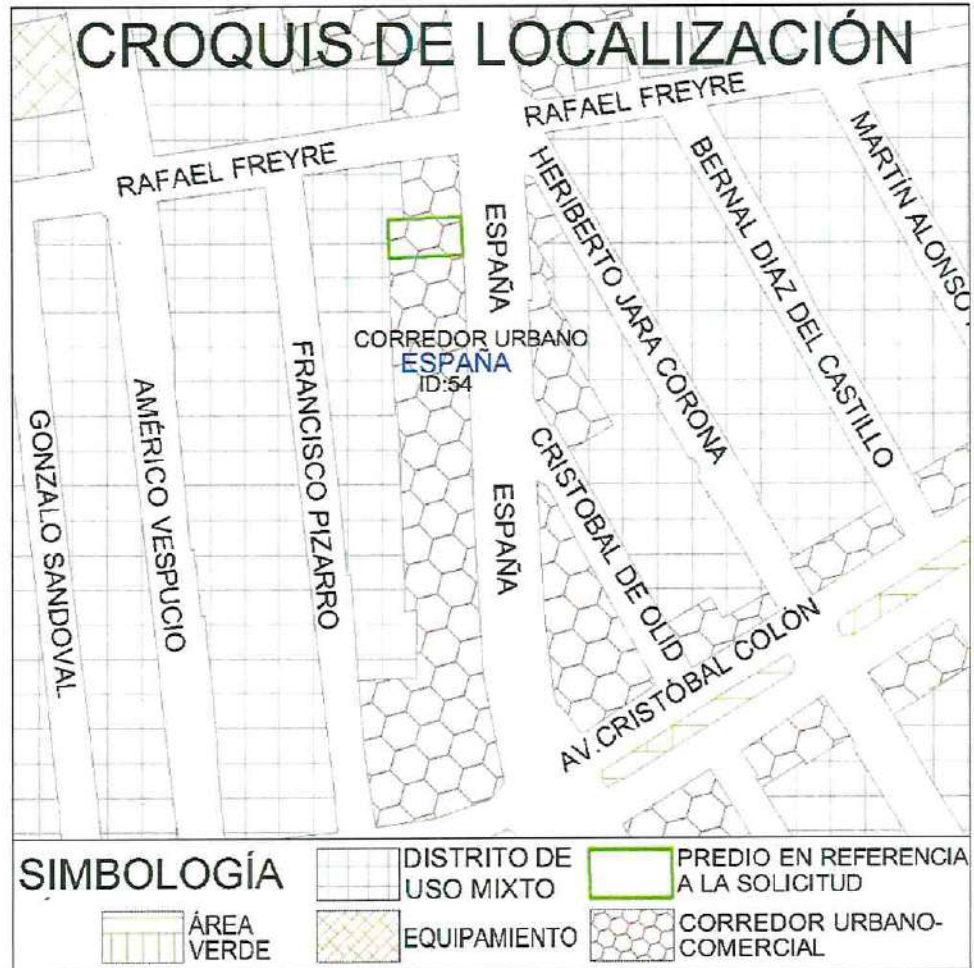 CROQUIS DE LOCALIZACIÓN
RAFAEL FREYRE
RAFAEL FREYRE
HERIBERTO JARA CORONA
BERNAL DIAZ DEL CASTILLO
MARTÍN ALONSO
ESPAÑA
CORREDOR URBANO
ESPAÑA
ID:54
GONZALO SANDOVAL
AMÉRICO VESPUCIO
FRANCISCO PIZARRO
ESPAÑA
CRISTOBAL DE OLID
AV.CRISTÓBAL COLÓN
SIMBOLOGÍA
DISTRITO DE
USO MIXTO
PREDIO EN REFERENCIA
A LA SOLICITUD
ÁREA
VERDE
EQUIPAMIENTO
CORREDOR URBANO-
COMERCIAL